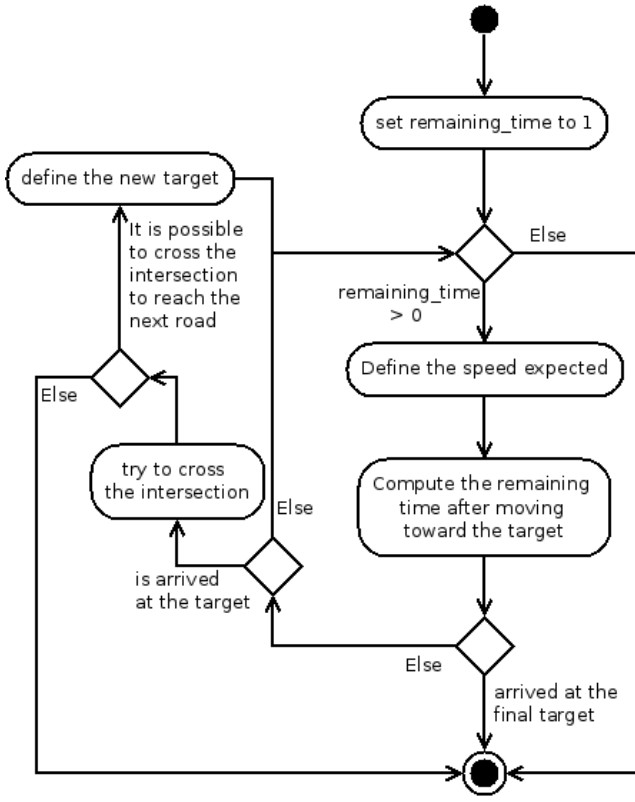 set remaining_time to 1
define the new target
It is possible
to cross the
intersection
to reach the
next road
Else
remaining_time
> 0
Define the speed expected
Else
try to cross
the intersection
Compute the remaining
time after moving
toward the target
Else
is arrived
at the target
Else
arrived at the
final target